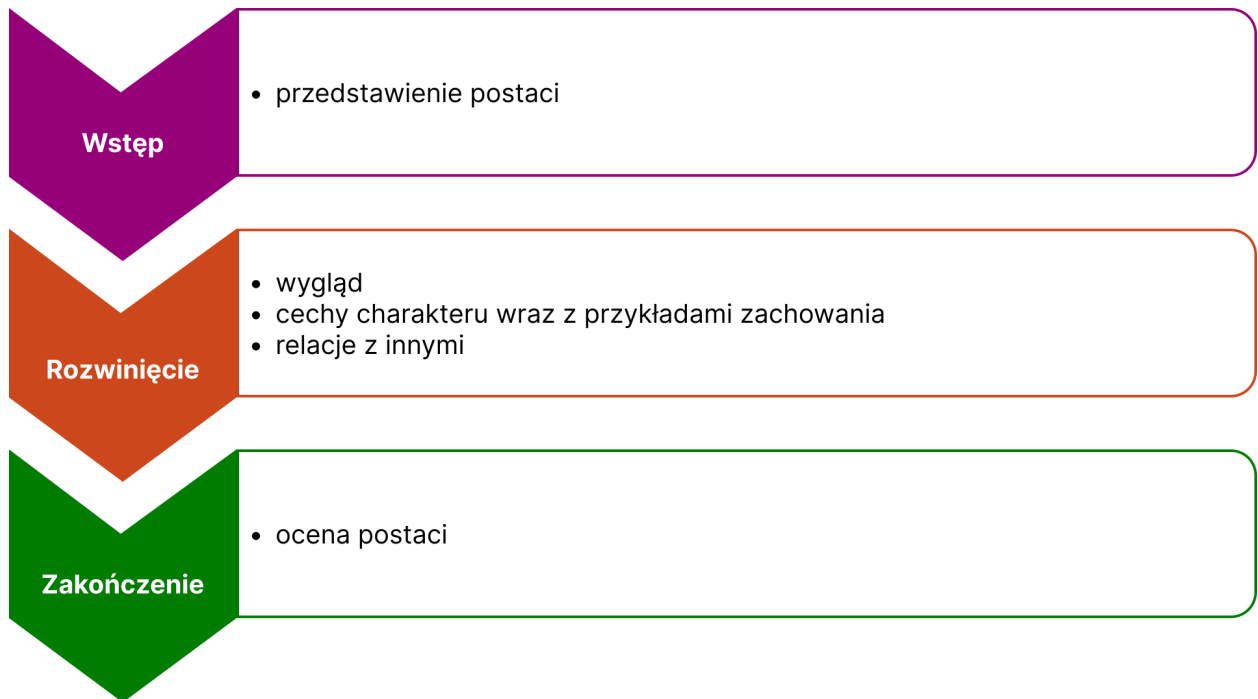 Wstęp
• przedstawienie postaci
Rozwinięcie
• wygląd
• cechy charakteru wraz z przykładami zachowania
• relacje z innymi
Zakończenie
• ocena postaci